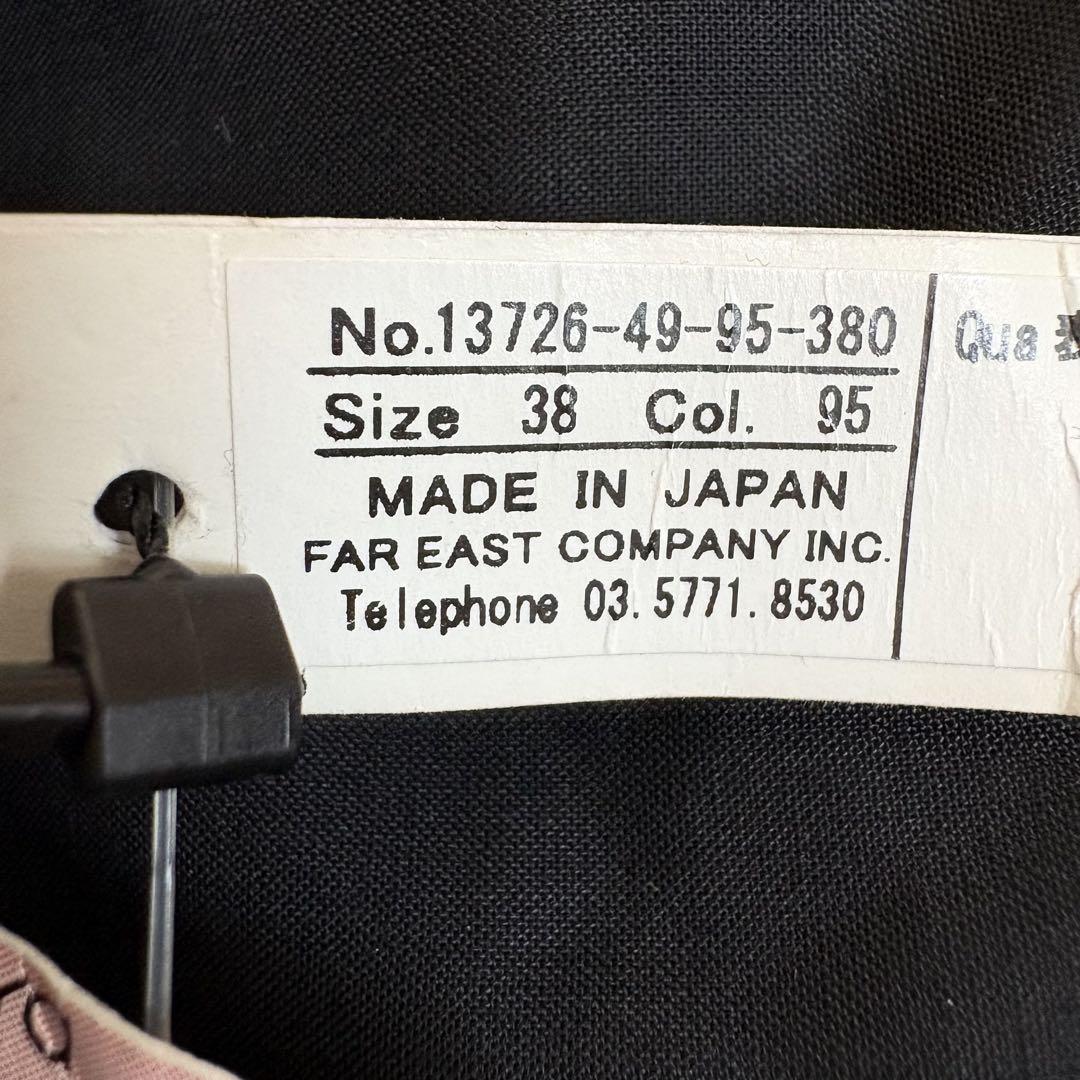 No.13726-49-95-380
Size 38 Col. 95
MADE IN JAPAN
FAR EAST COMPANY INC.
Telephone 03.5771.8530
Qua